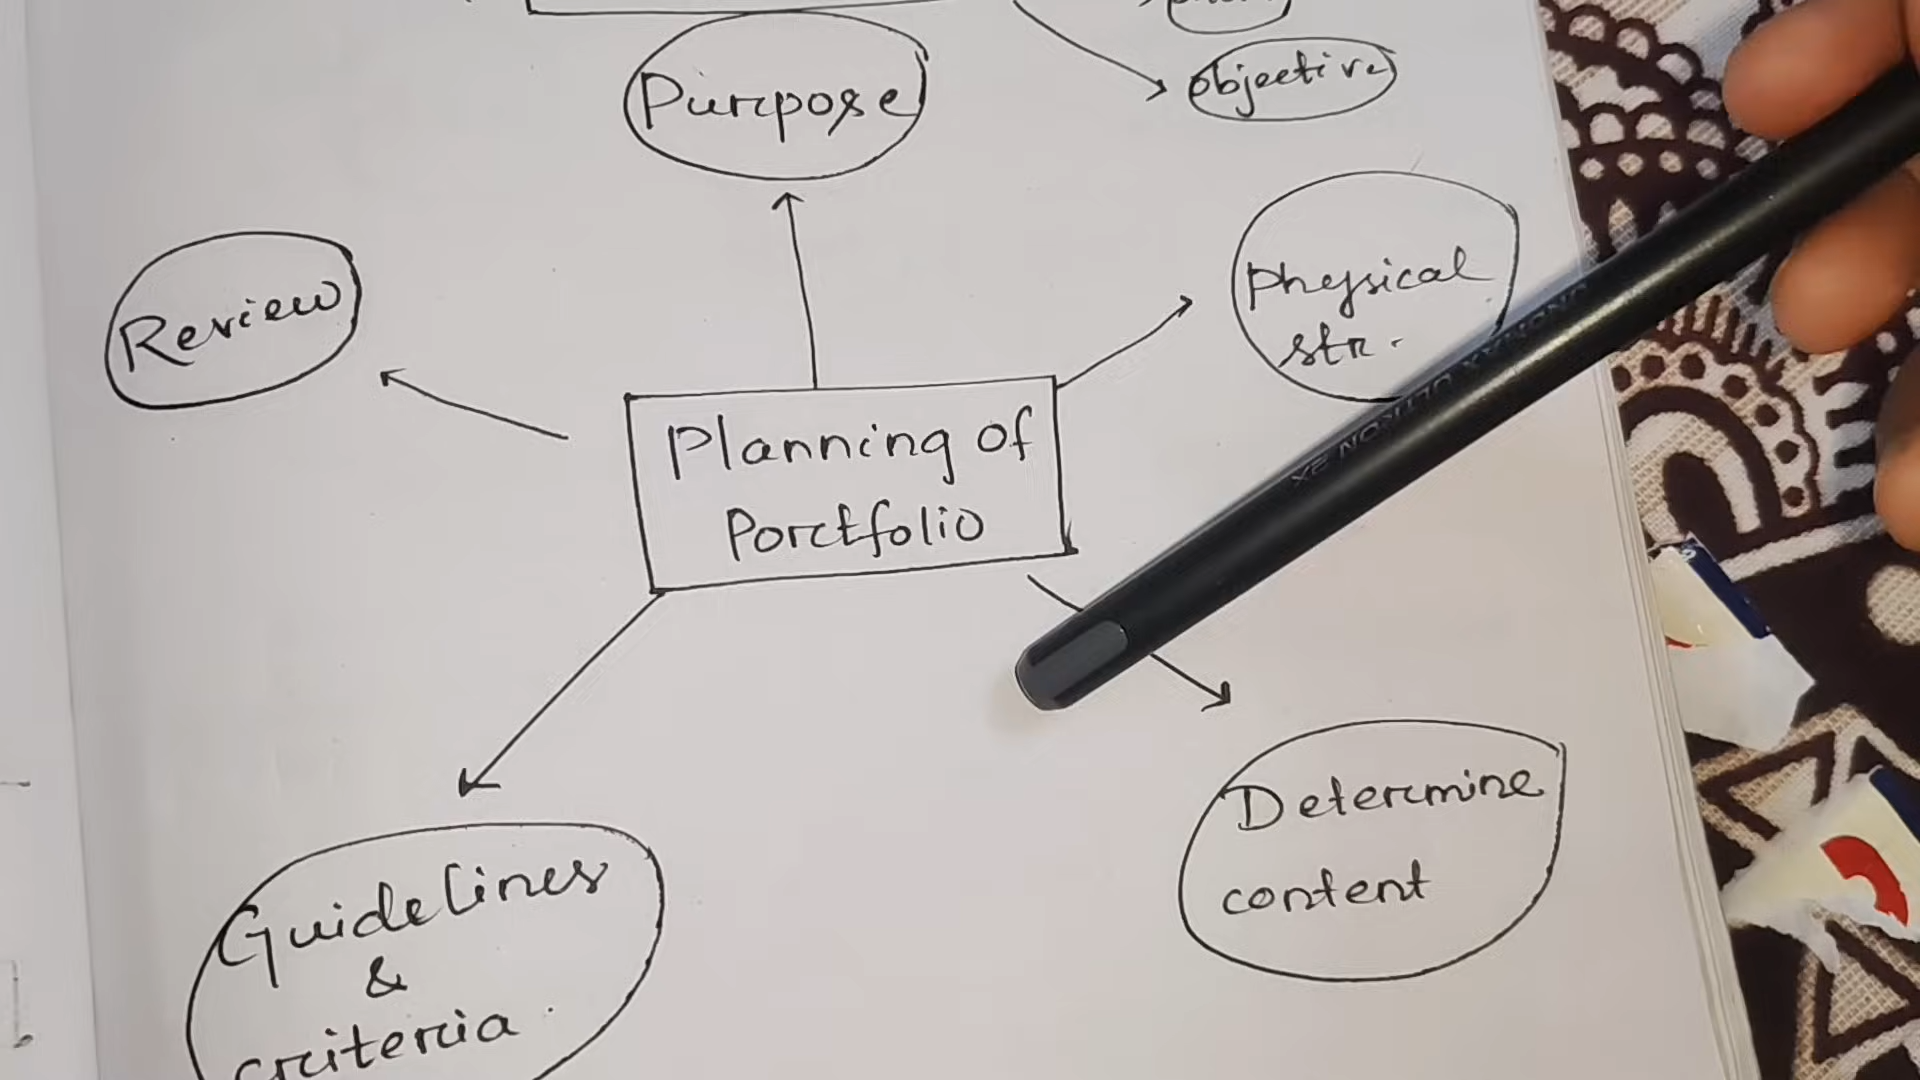 objective
Purpose
Physical
str.
Review
Planning of
Portfolio
Determine
content
Guidelines
&
criteria